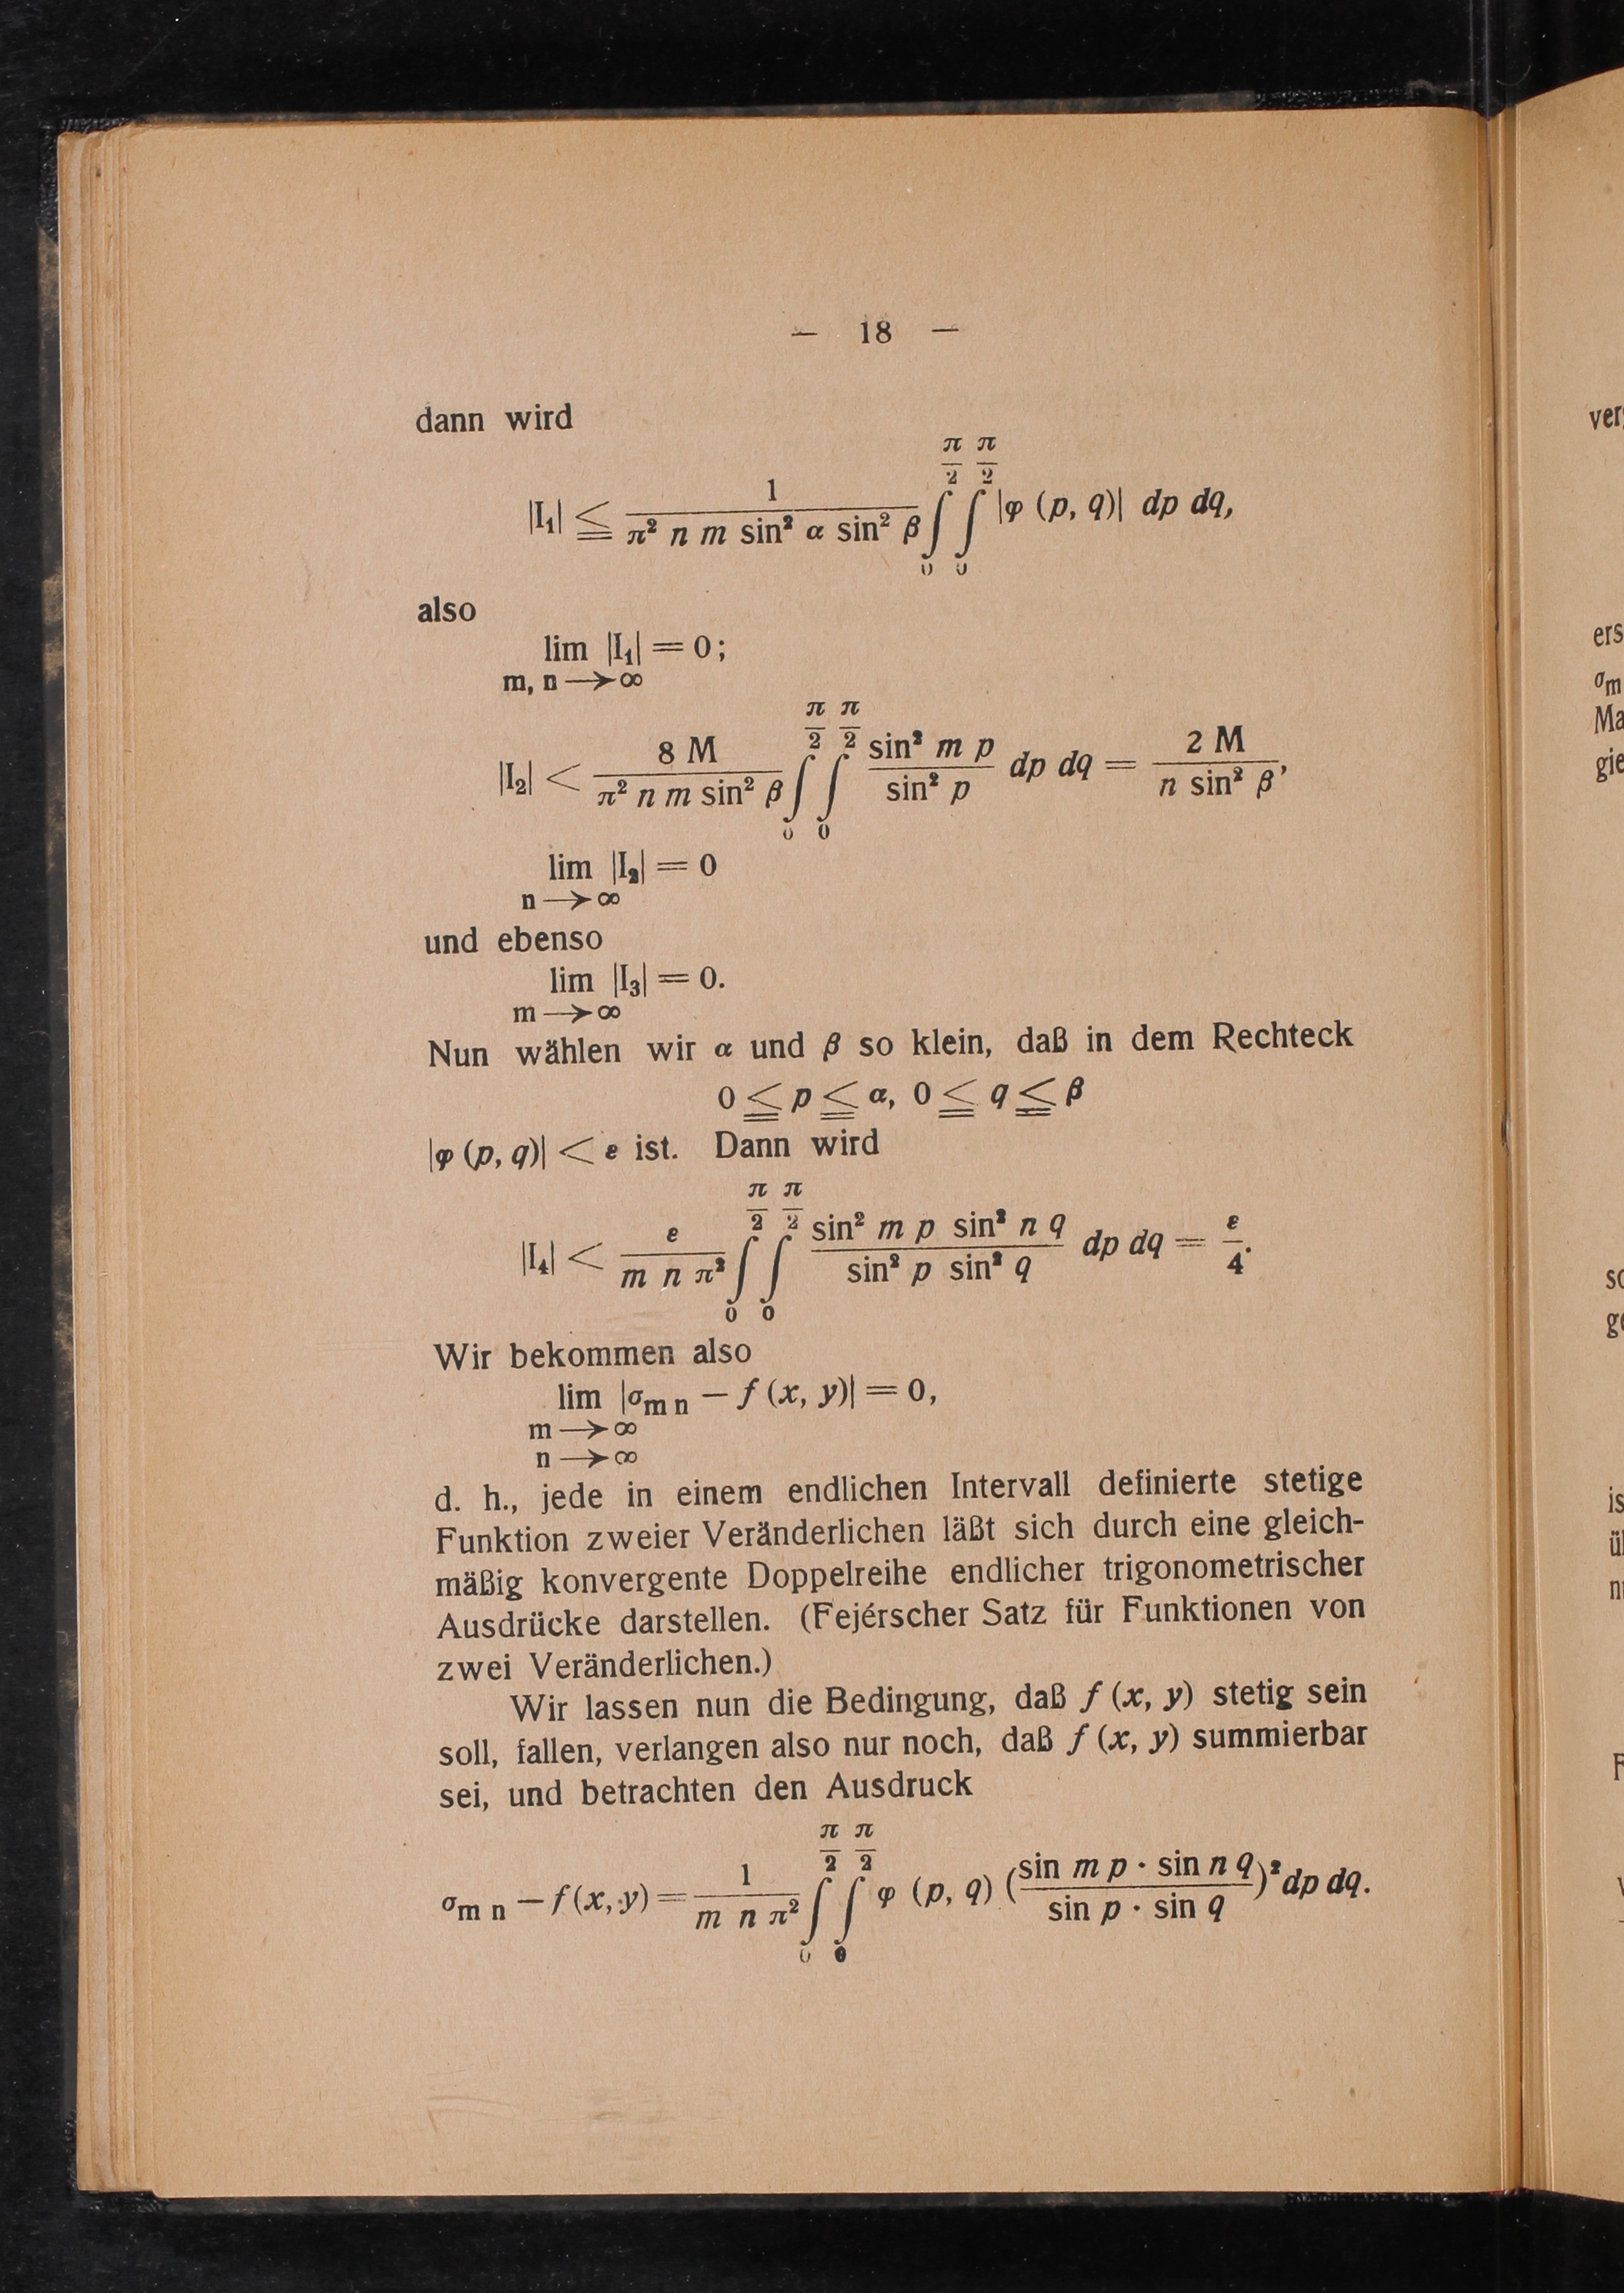 — 18 —
dann wird
|I₁| ≦ 1 / (π² n m sin² α sin² β) ∫₀^{π/2} ∫₀^{π/2} |φ (p, q)| dp dq,
also
lim |I₁| = 0;
m, n → ∞
|I₂| < 8 M / (π² n m sin² β) ∫₀^{π/2} ∫₀^{π/2} sin² m p / sin² p dp dq = 2 M / (n sin² β),
lim |I₂| = 0
n → ∞
und ebenso
lim |I₃| = 0.
m → ∞
Nun wählen wir α und β so klein, daß in dem Rechteck
0 ≦ p ≦ α, 0 ≦ q ≦ β
|φ (p, q)| < ε ist. Dann wird
|I₄| < ε / (m n π²) ∫₀^{π/2} ∫₀^{π/2} sin² m p sin² n q / (sin² p sin² q) dp dq = ε / 4.
Wir bekommen also
lim |σ_{m n} − f (x, y)| = 0,
m → ∞
n → ∞
d. h., jede in einem endlichen Intervall definierte stetige
Funktion zweier Veränderlichen läßt sich durch eine gleich-
mäßig konvergente Doppelreihe endlicher trigonometrischer
Ausdrücke darstellen. (Fejérscher Satz für Funktionen von
zwei Veränderlichen.)
Wir lassen nun die Bedingung, daß f (x, y) stetig sein
soll, fallen, verlangen also nur noch, daß f (x, y) summierbar
sei, und betrachten den Ausdruck
σ_{m n} − f (x, y) = 1 / (m n π²) ∫₀^{π/2} ∫₀^{π/2} φ (p, q) (sin m p · sin n q / (sin p · sin q))² dp dq.